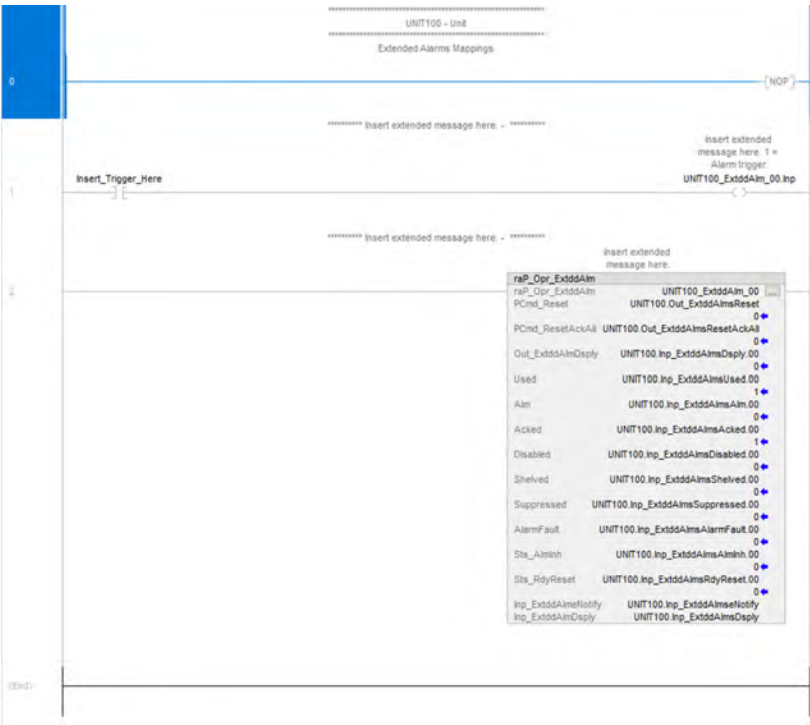 ************************************************
UNIT100 - Unit
************************************************
Extended Alarms Mappings
0
NOP
********* Insert extended message here. - *********
Insert extended
message here. 1 =
Alarm trigger.
Insert_Trigger_Here
UNIT100_ExtddAlm_00.Inp
1
********* Insert extended message here. - *********
Insert extended
message here.
2
raP_Opr_ExtddAlm
raP_Opr_ExtddAlm UNIT100_ExtddAlm_00 ...
PCmd_Reset UNIT100.Out_ExtddAlmsReset
0
PCmd_ResetAckAll UNIT100.Out_ExtddAlmsResetAckAll
0
Out_ExtddAlmDsply UNIT100.Inp_ExtddAlmsDsply.00
0
Used UNIT100.Inp_ExtddAlmsUsed.00
1
Alm UNIT100.Inp_ExtddAlmsAlm.00
0
Acked UNIT100.Inp_ExtddAlmsAcked.00
1
Disabled UNIT100.Inp_ExtddAlmsDisabled.00
0
Shelved UNIT100.Inp_ExtddAlmsShelved.00
0
Suppressed UNIT100.Inp_ExtddAlmsSuppressed.00
0
AlarmFault UNIT100.Inp_ExtddAlmsAlarmFault.00
0
Sts_AlmInh UNIT100.Inp_ExtddAlmsAlmInh.00
0
Sts_RdyReset UNIT100.Inp_ExtddAlmsRdyReset.00
0
Inp_ExtddAlmeNotify UNIT100.Inp_ExtddAlmseNotify
Inp_ExtddAlmDsply UNIT100.Inp_ExtddAlmsDsply
(End)